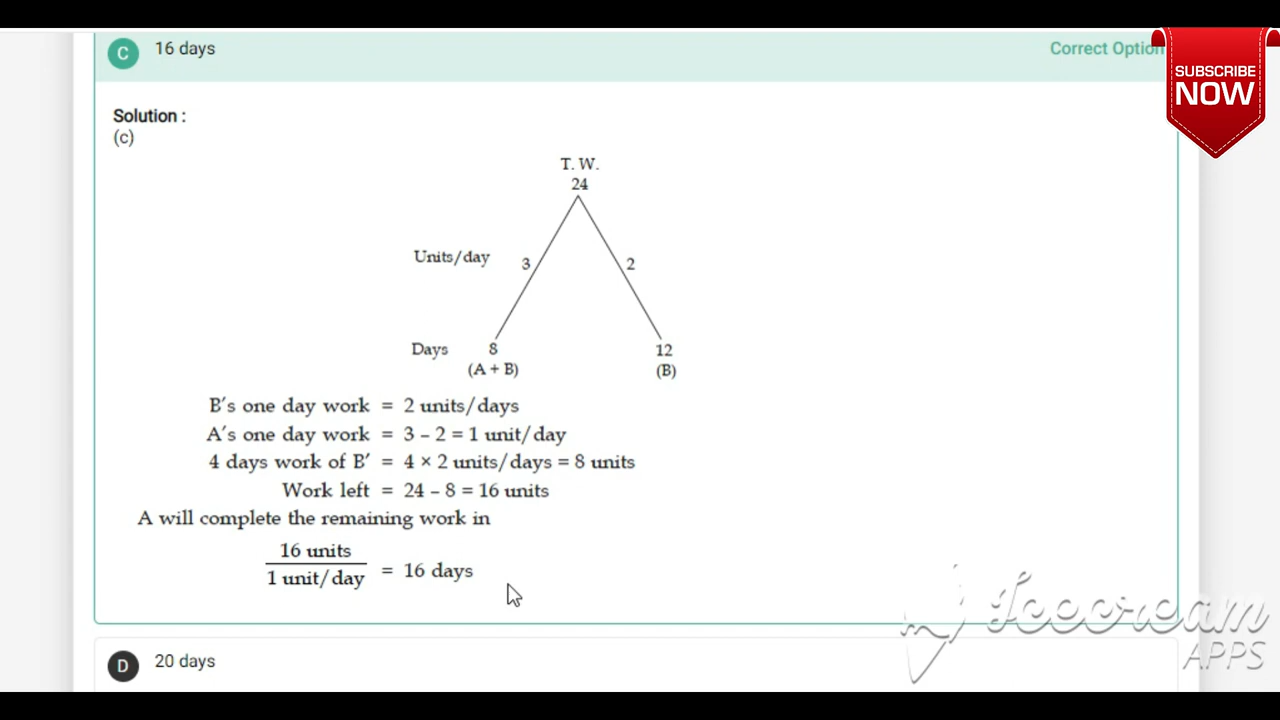 C 16 days Correct Option
SUBSCRIBE
NOW
Solution :
(c)
T. W.
24
Units/day 3 2
Days 8 12
(A + B) (B)
B′s one day work = 2 units/days
A′s one day work = 3 – 2 = 1 unit/day
4 days work of B′ = 4 × 2 units/days = 8 units
Work left = 24 – 8 = 16 units
A will complete the remaining work in
16 units
1 unit/day = 16 days
Icecream
APPS
D 20 days